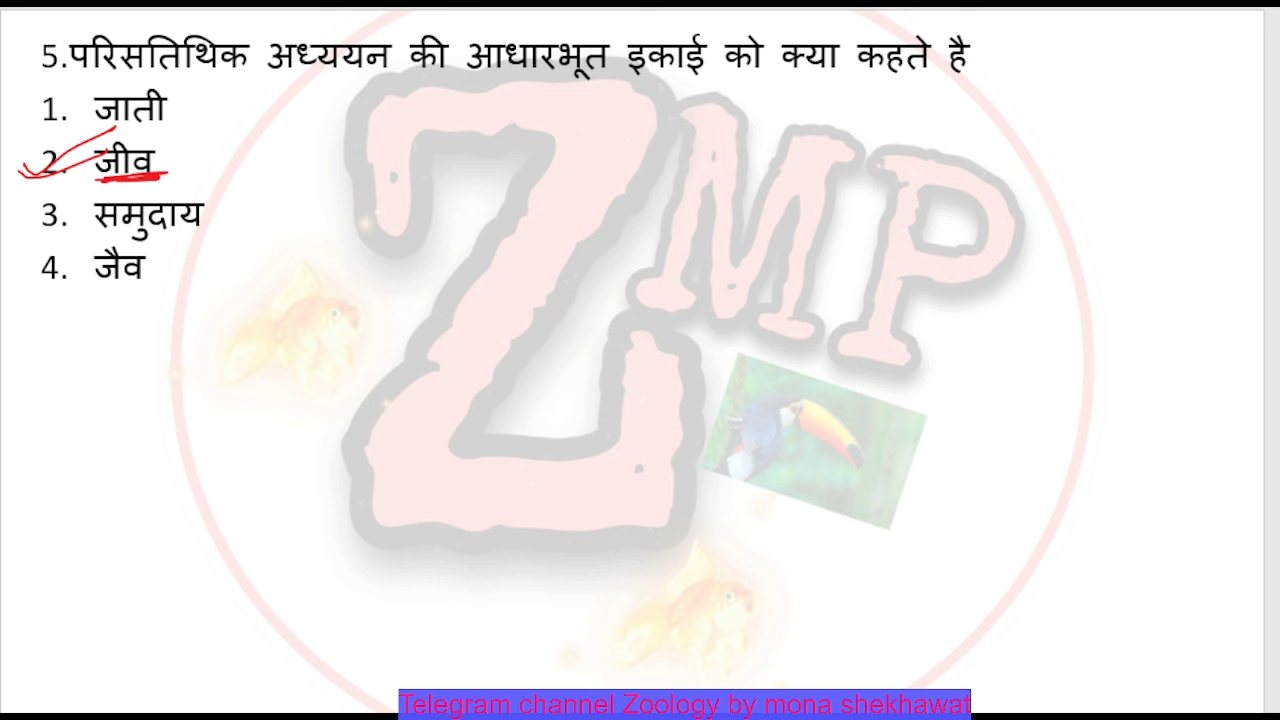 5.परिसतिथिक अध्ययन की आधारभूत इकाई को क्या कहते है
1. जाती
2. जीव
3. समुदाय
4. जैव
ZMP
Telegram channel Zoology by mona shekhawat